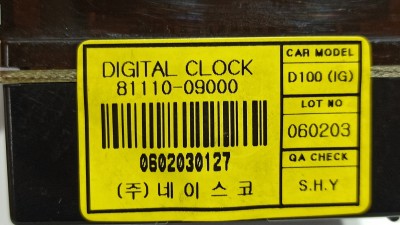 DIGITAL CLOCK
81110-09000
0602030127
(주)네이스코
CAR MODEL
D100 (IG)
LOT NO
060203
QA CHECK
S.H.Y